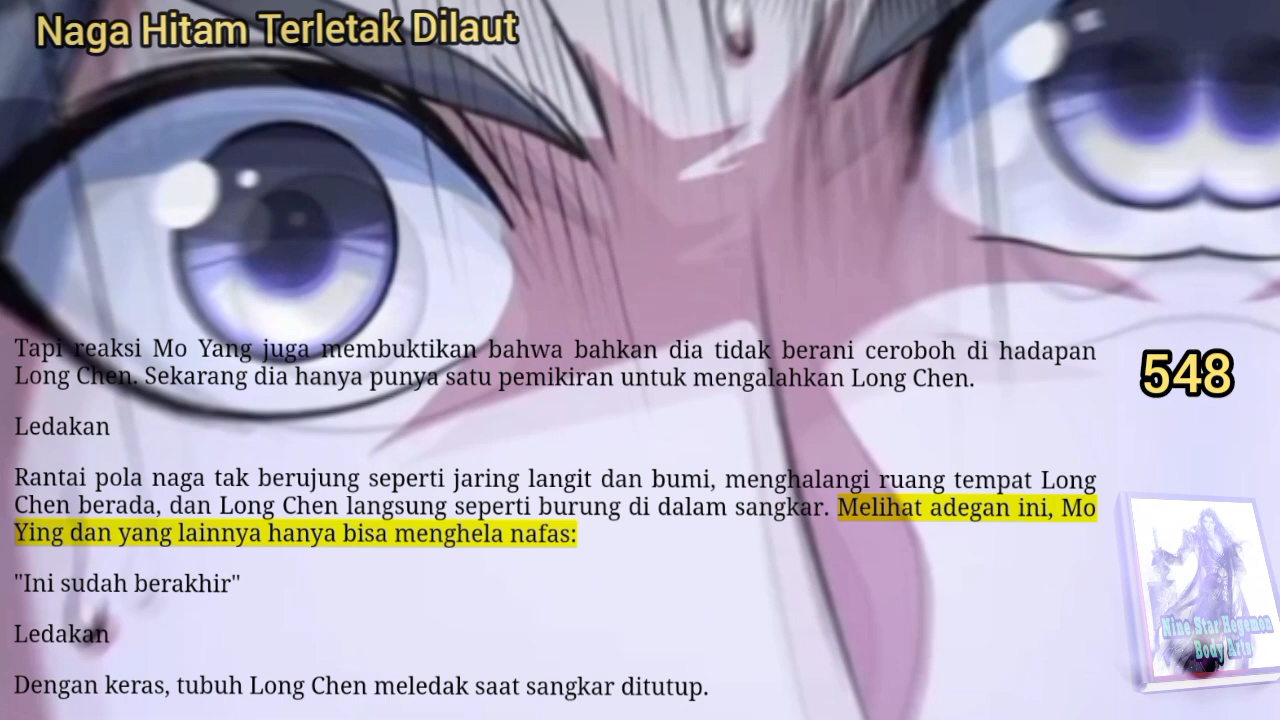 Naga Hitam Terletak Dilaut
Tapi reaksi Mo Yang juga membuktikan bahwa bahkan dia tidak berani ceroboh di hadapan
Long Chen. Sekarang dia hanya punya satu pemikiran untuk mengalahkan Long Chen.
548
Ledakan
Rantai pola naga tak berujung seperti jaring langit dan bumi, menghalangi ruang tempat Long
Chen berada, dan Long Chen langsung seperti burung di dalam sangkar. Melihat adegan ini, Mo
Ying dan yang lainnya hanya bisa menghela nafas:
"Ini sudah berakhir"
Ledakan
Dengan keras, tubuh Long Chen meledak saat sangkar ditutup.
Nine Star Hegemon
Body Arts